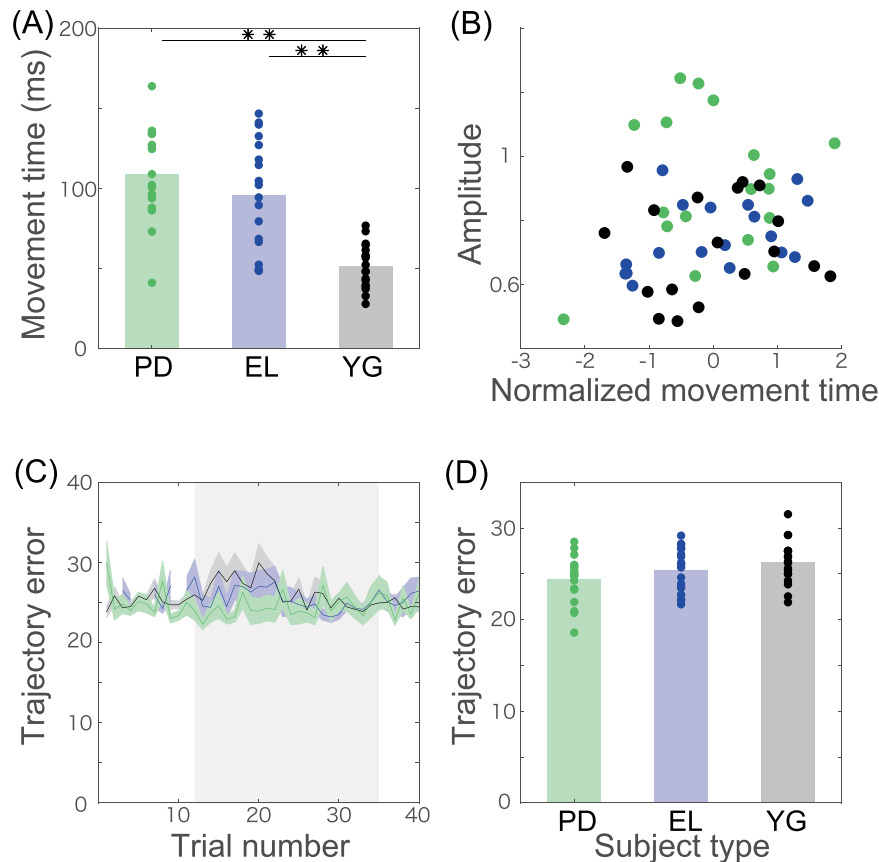 (A)
200
100
0
Movement time (ms)
** **
** **
PD EL YG
(B)
1
0.6
Amplitude
-3 -2 -1 0 1 2
Normalized movement time
(C)
40
30
20
10
0
Trajectory error
10 20 30 40
Trial number
(D)
30
20
10
0
Trajectory error
PD EL YG
Subject type